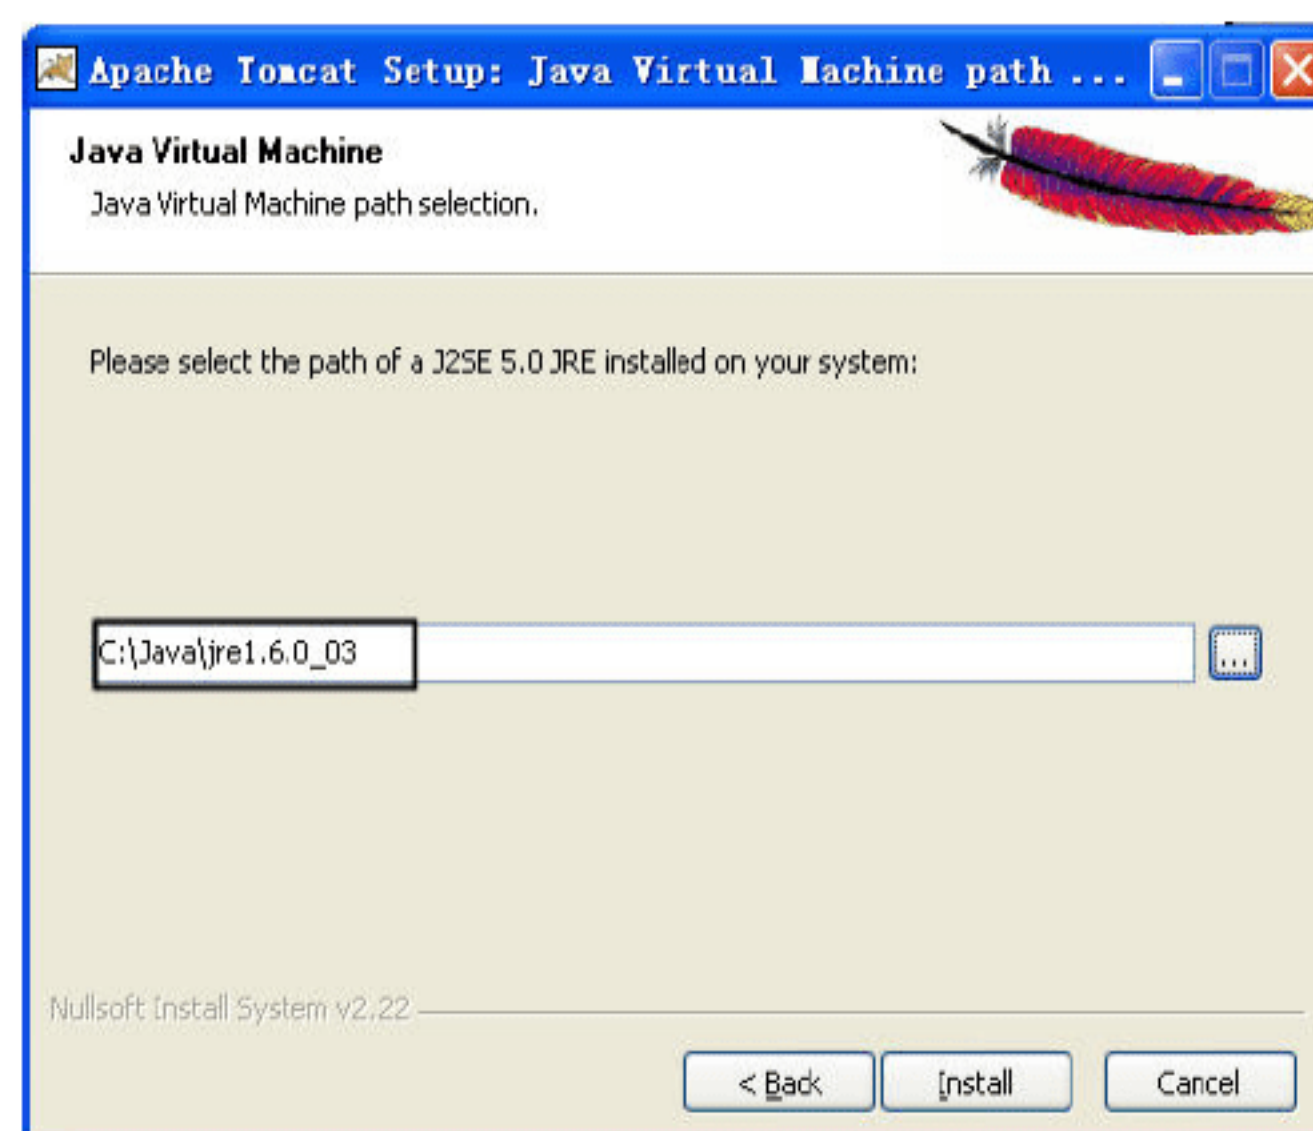 Apache Tomcat Setup: Java Virtual Machine path ...
Java Virtual Machine
Java Virtual Machine path selection.
Please select the path of a J2SE 5.0 JRE installed on your system:
C:\Java\jre1.6.0_03
...
Nullsoft Install System v2.22
< Back
Install
Cancel